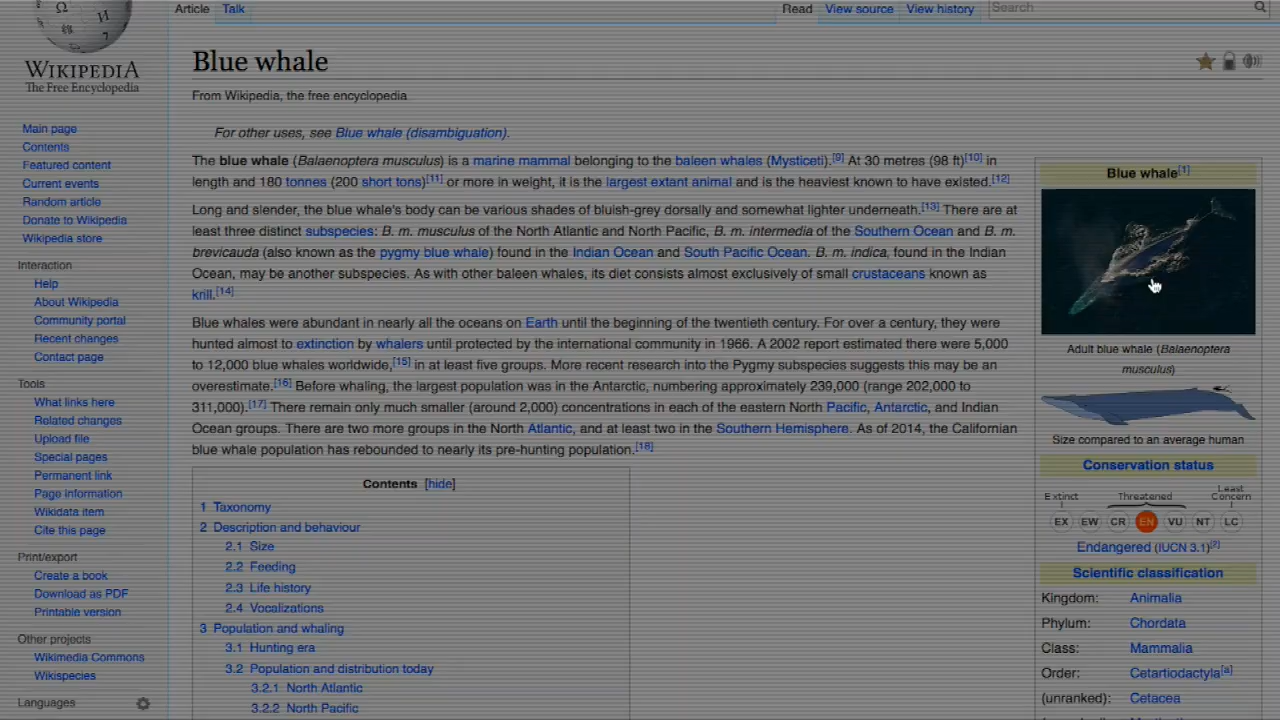 Article Talk Read View source View history Search
WIKIPEDIA
The Free Encyclopedia
Main page
Contents
Featured content
Current events
Random article
Donate to Wikipedia
Wikipedia store
Interaction
Help
About Wikipedia
Community portal
Recent changes
Contact page
Tools
What links here
Related changes
Upload file
Special pages
Permanent link
Page information
Wikidata item
Cite this page
Print/export
Create a book
Download as PDF
Printable version
Other projects
Wikimedia Commons
Wikispecies
Languages
Blue whale
From Wikipedia, the free encyclopedia
For other uses, see Blue whale (disambiguation).
The blue whale (Balaenoptera musculus) is a marine mammal belonging to the baleen whales (Mysticeti).[9] At 30 metres (98 ft)[10] in
length and 180 tonnes (200 short tons)[11] or more in weight, it is the largest extant animal and is the heaviest known to have existed.[12]
Long and slender, the blue whale's body can be various shades of bluish-grey dorsally and somewhat lighter underneath.[13] There are at
least three distinct subspecies: B. m. musculus of the North Atlantic and North Pacific, B. m. intermedia of the Southern Ocean and B. m.
brevicauda (also known as the pygmy blue whale) found in the Indian Ocean and South Pacific Ocean. B. m. indica, found in the Indian
Ocean, may be another subspecies. As with other baleen whales, its diet consists almost exclusively of small crustaceans known as
krill.[14]
Blue whales were abundant in nearly all the oceans on Earth until the beginning of the twentieth century. For over a century, they were
hunted almost to extinction by whalers until protected by the international community in 1966. A 2002 report estimated there were 5,000
to 12,000 blue whales worldwide,[15] in at least five groups. More recent research into the Pygmy subspecies suggests this may be an
overestimate.[16] Before whaling, the largest population was in the Antarctic, numbering approximately 239,000 (range 202,000 to
311,000).[17] There remain only much smaller (around 2,000) concentrations in each of the eastern North Pacific, Antarctic, and Indian
Ocean groups. There are two more groups in the North Atlantic, and at least two in the Southern Hemisphere. As of 2014, the Californian
blue whale population has rebounded to nearly its pre-hunting population.[18]
Contents [hide]
1 Taxonomy
2 Description and behaviour
2.1 Size
2.2 Feeding
2.3 Life history
2.4 Vocalizations
3 Population and whaling
3.1 Hunting era
3.2 Population and distribution today
3.2.1 North Atlantic
3.2.2 North Pacific
Blue whale[1]
Adult blue whale (Balaenoptera
musculus)
Size compared to an average human
Conservation status
Extinct Threatened Least Concern
EX EW CR EN VU NT LC
Endangered (IUCN 3.1)[2]
Scientific classification
Kingdom: Animalia
Phylum: Chordata
Class: Mammalia
Order: Cetartiodactyla[a]
(unranked): Cetacea